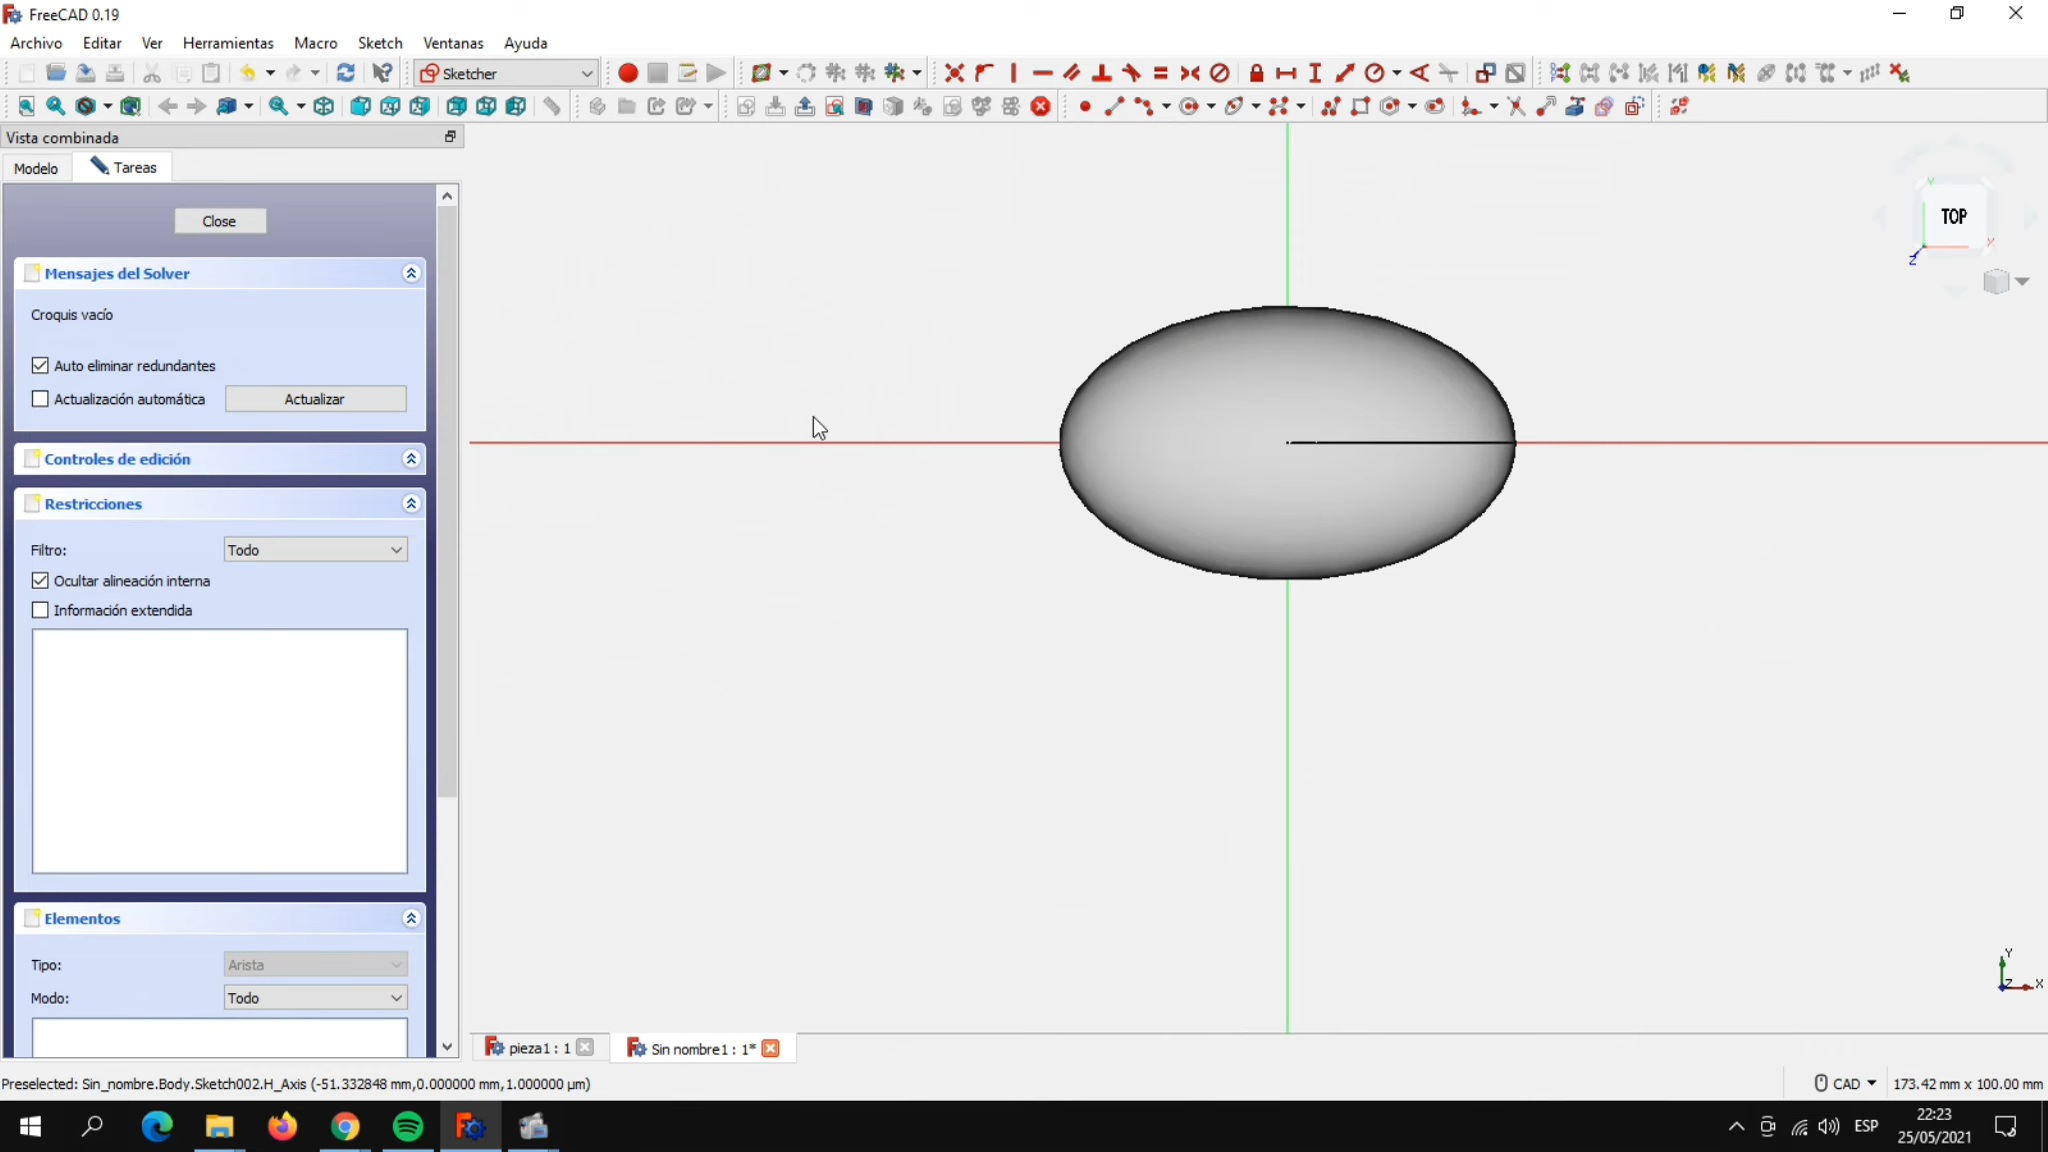 FreeCAD 0.19
Archivo Editar Ver Herramientas Macro Sketch Ventanas Ayuda
Sketcher
Vista combinada
Modelo Tareas
Close
Mensajes del Solver
Croquis vacío
Auto eliminar redundantes
Actualización automática Actualizar
Controles de edición
Restricciones
Filtro: Todo
Ocultar alineación interna
Información extendida
Elementos
Tipo: Arista
Modo: Todo
TOP
Y
X
Z
Y
Z
X
pieza1 : 1 Sin nombre1 : 1*
Preselected: Sin_nombre.Body.Sketch002.H_Axis (-51.332848 mm,0.000000 mm,1.000000 µm)
CAD 173.42 mm x 100.00 mm
ESP
22:23
25/05/2021